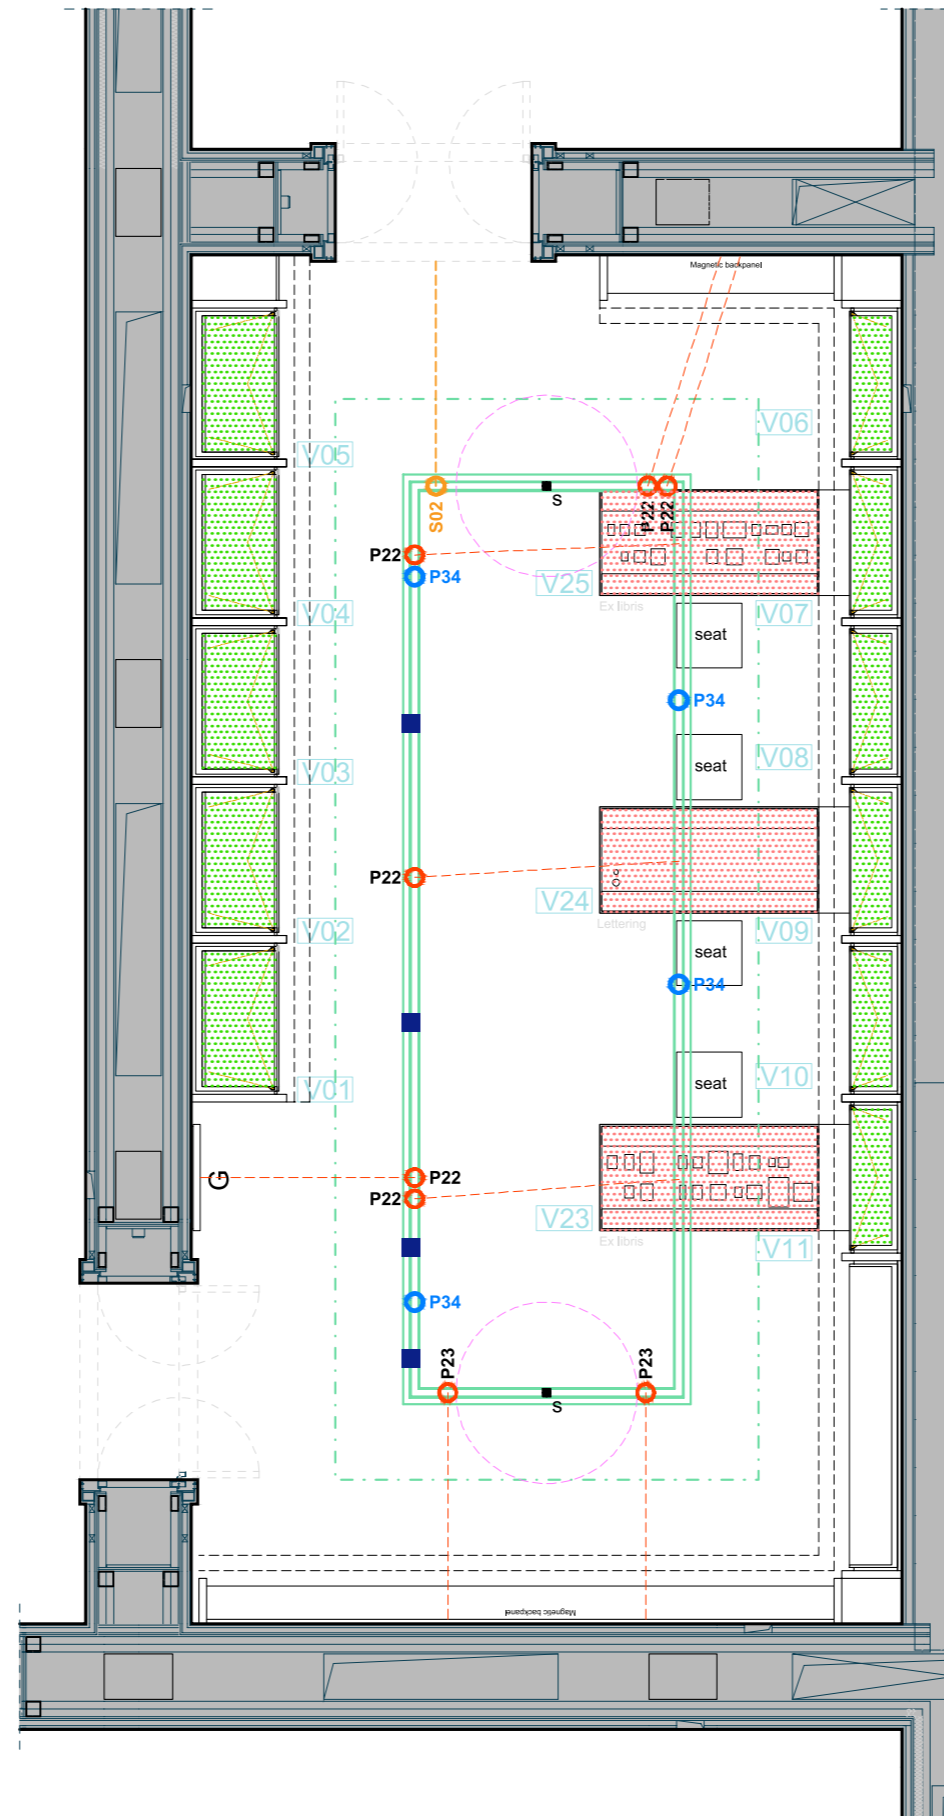 Magnetic backpanel
V06
V05
S
S02
P22
P22
P22
P34
V25
Ex libris
V04
V07
seat
P34
V03
seat
V08
P22
V24
Lettering
V02
V09
seat
P34
V01
seat
V10
G
P22
P22
V23
Ex libris
V11
P34
P23
P23
S
Magnetic backpanel